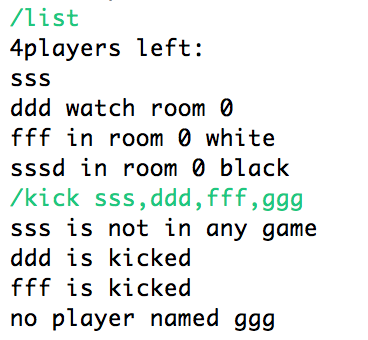 /list
4players left:
sss
ddd watch room 0
fff in room 0 white
sssd in room 0 black
/kick sss,ddd,fff,ggg
sss is not in any game
ddd is kicked
fff is kicked
no player named ggg